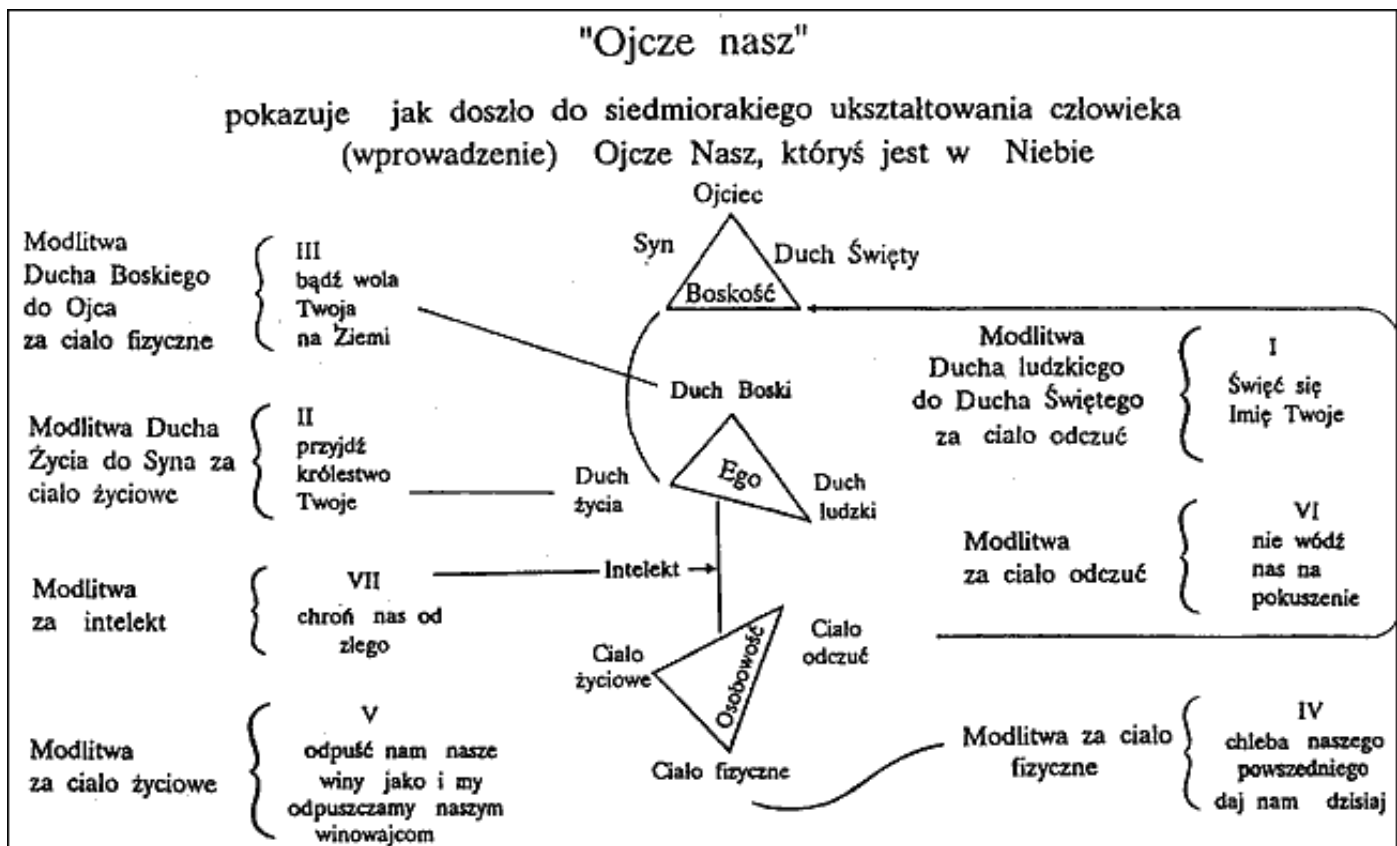 "Ojcze nasz"
pokazuje jak doszło do siedmiorakiego ukształtowania człowieka
(wprowadzenie) Ojcze Nasz, któryś jest w Niebie
Ojciec
Syn
Duch Święty
Boskość
Modlitwa
Ducha Boskiego
do Ojca
za ciało fizyczne
III
bądź wola
Twoja
na Ziemi
Modlitwa
Ducha ludzkiego
do Ducha Świętego
za ciało odczuć
I
Święć się
Imię Twoje
Duch Boski
Modlitwa Ducha
Życia do Syna za
ciało życiowe
II
przyjdź
królestwo
Twoje
Duch
życia
Ego
Duch
ludzki
Modlitwa
za ciało odczuć
VI
nie wódź
nas na
pokuszenie
Modlitwa
za intelekt
VII
chroń nas od
złego
Intelekt
Ciało
życiowe
Osobowość
Ciało
odczuć
Modlitwa
za ciało życiowe
V
odpuść nam nasze
winy jako i my
odpuszczamy naszym
winowajcom
Ciało fizyczne
Modlitwa za ciało
fizyczne
IV
chleba naszego
powszedniego
daj nam dzisiaj